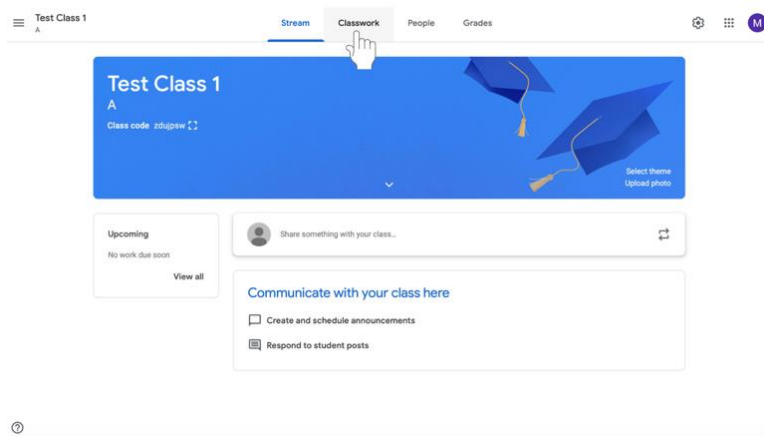 Test Class 1
A
Stream Classwork People Grades
M
Test Class 1
A
Class code zdujpsw
Select theme
Upload photo
Upcoming
No work due soon
View all
Share something with your class...
Communicate with your class here
Create and schedule announcements
Respond to student posts